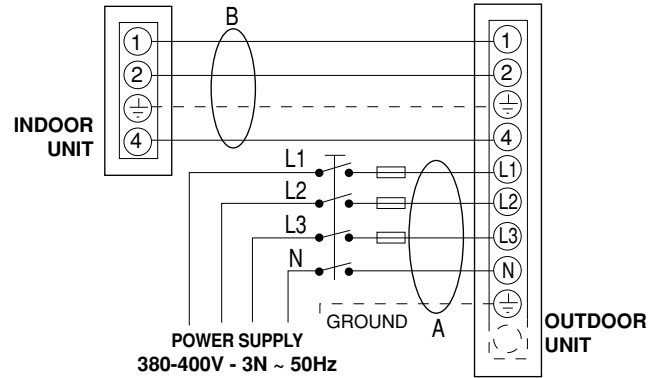 B
1
2
4
INDOOR
UNIT
1
2
4
L1
L2
L3
N
L1
L2
L3
N
GROUND
A
POWER SUPPLY
380-400V - 3N ~ 50Hz
OUTDOOR
UNIT